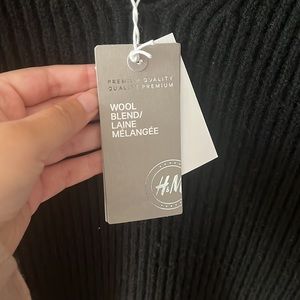 PREMIUM QUALITY
QUALITÉ PREMIUM
WOOL
BLEND/
LAINE
MÉLANGÉE
H&M